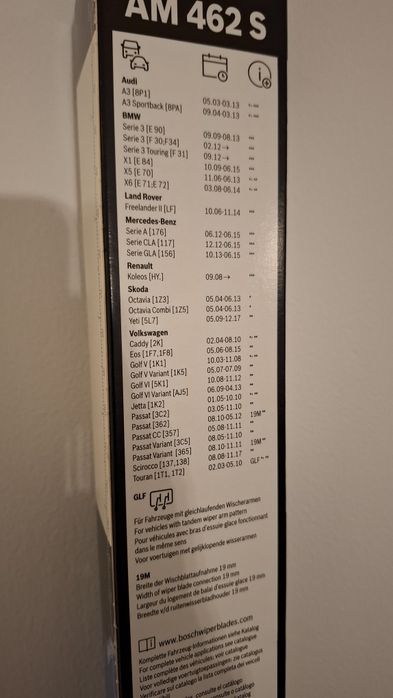 AM 462 S
Audi
A3 [8P1] 05.03-03.13
A3 Sportback [8PA] 09.04-03.13
BMW
Serie 3 [E 90] 09.09-08.13
Serie 3 [F 30;F34] 02.12→
Serie 3 Touring [F 31] 09.12→
X1 [E 84] 10.09-06.15
X5 [E 70] 11.06-06.13
X6 [E 71;E 72] 03.08-06.14
Land Rover
Freelander II [LF] 10.06-11.14
Mercedes-Benz
Serie A [176] 06.12-06.15
Serie CLA [117] 12.12-06.15
Serie GLA [156] 10.13-06.15
Renault
Koleos [HY.] 09.08→
Skoda
Octavia [1Z3] 05.04-06.13
Octavia Combi [1Z5] 05.04-06.13
Yeti [5L7] 05.09-12.17
Volkswagen
Caddy [2K] 02.04-08.10
Eos [1F7,1F8] 05.06-08.15
Golf V [1K1] 10.03-11.08
Golf V Variant [1K5] 05.07-07.09
Golf VI [5K1] 10.08-11.12
Golf VI Variant [AJ5] 06.09-04.13
Jetta [1K2] 01.05-10.10
Passat [3C2] 03.05-11.10
Passat [362] 08.10-05.12 19M
Passat CC [357] 05.08-11.11
Passat Variant [3C5] 08.05-11.10
Passat Variant [365] 08.10-11.11 19M
Scirocco [137,138] 08.08-11.17
Touran [1T1, 1T2] 02.03-05.10 GLF
GLF
Für Fahrzeuge mit gleichlaufenden Wischerarmen
For vehicles with tandem wiper arm pattern
Pour véhicules avec bras d'essuie glace fonctionnant
dans le même sens
Voor voertuigen met gelijklopende wisserarmen
19M
Breite der Wischblattaufnahme 19 mm
Width of wiper blade connection 19 mm
Largeur du logement de balai d'essuie glace 19 mm
Breedte v/d ruitenwisserbladhouder 19 mm
www.boschwiperblades.com
Komplette Fahrzeug-Informationen siehe Katalog
For complete vehicle applications see catalogue
Liste complète des véhicules; voir catalogue
Voor volledige voertuigtoepassingen: zie catalogus
Verificare sul catalogo la lista completa dei veicoli
consulte el catálogo